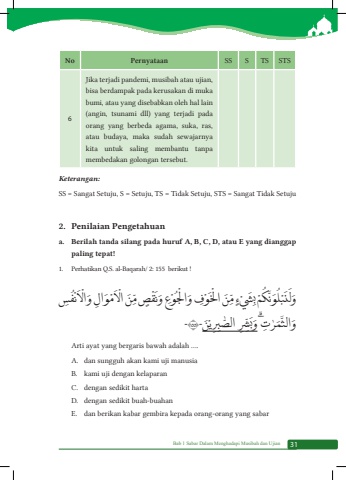 No Pernyataan SS S TS STS
6 Jika terjadi pandemi, musibah atau ujian,
bisa berdampak pada kerusakan di muka
bumi, atau yang disebabkan oleh hal lain
(angin, tsunami dll) yang terjadi pada
orang yang berbeda agama, suka, ras,
atau budaya, maka sudah sewajarnya
kita untuk saling membantu tanpa
membedakan golongan tersebut.
Keterangan:
SS = Sangat Setuju, S = Setuju, TS = Tidak Setuju, STS = Sangat Tidak Setuju
2. Penilaian Pengetahuan
a. Berilah tanda silang pada huruf A, B, C, D, atau E yang dianggap
paling tepat!
1. Perhatikan Q.S. al-Baqarah/ 2: 155 berikut !
وَلَنَبْلُوَنَّكُمْ بِشَيْءٍ مِّنَ الْخَوْفِ وَالْجُوْعِ وَنَقْصٍ مِّنَ الْاَمْوَالِ وَالْاَنْفُسِ
وَالثَّمَرٰتِۗ وَبَشِّرِ الصّٰبِرِيْنَ -١٥٥-
Arti ayat yang bergaris bawah adalah ....
A. dan sungguh akan kami uji manusia
B. kami uji dengan kelaparan
C. dengan sedikit harta
D. dengan sedikit buah-buahan
E. dan berikan kabar gembira kepada orang-orang yang sabar
Bab 1 Sabar Dalam Menghadapi Musibah dan Ujian 31